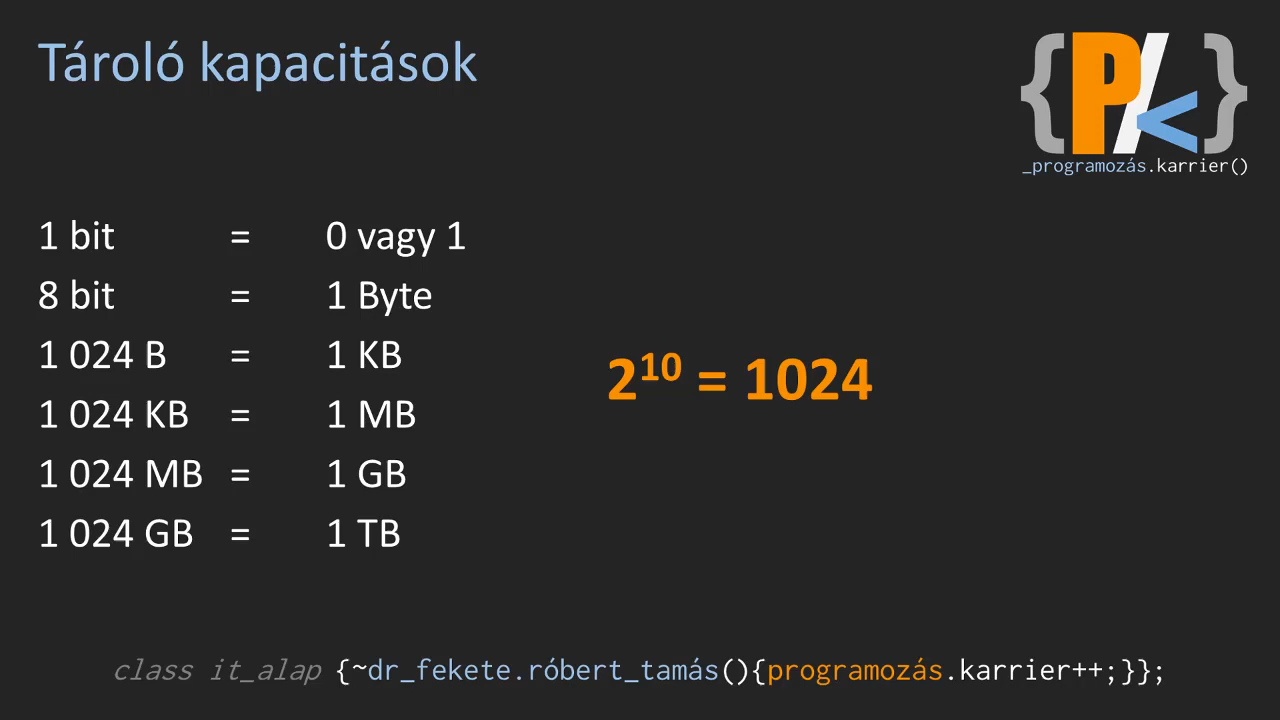 Tároló kapacitások
{P/<}
_programozás.karrier()
1 bit = 0 vagy 1
8 bit = 1 Byte
1 024 B = 1 KB
1 024 KB = 1 MB
1 024 MB = 1 GB
1 024 GB = 1 TB
2¹⁰ = 1024
class it_alap {~dr_fekete.róbert_tamás(){programozás.karrier++;}};